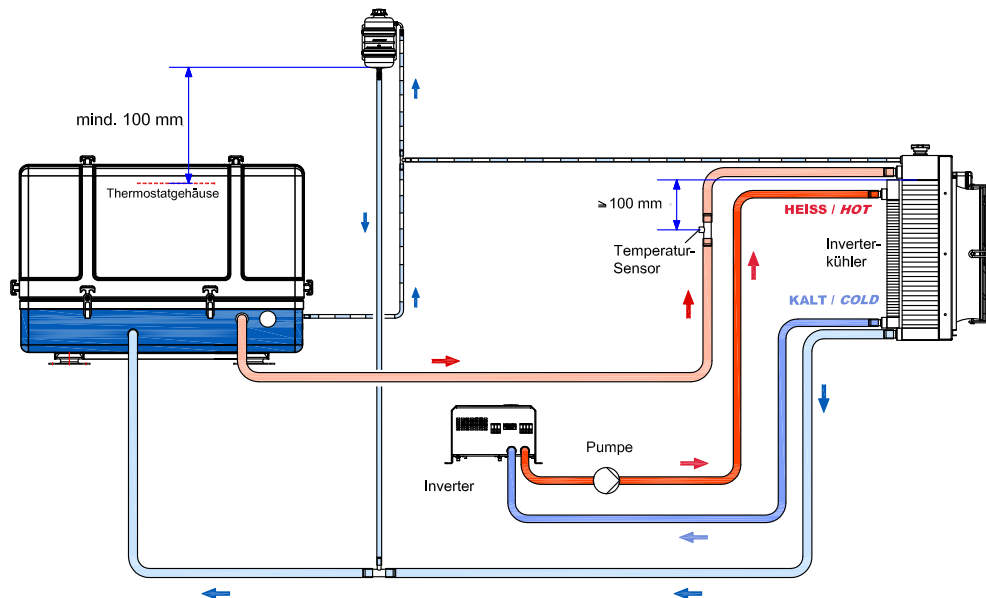 mind. 100 mm
Thermostatgehäuse
≥ 100 mm
HEISS / HOT
Temperatur-
Sensor
Inverter-
kühler
KALT / COLD
Pumpe
Inverter